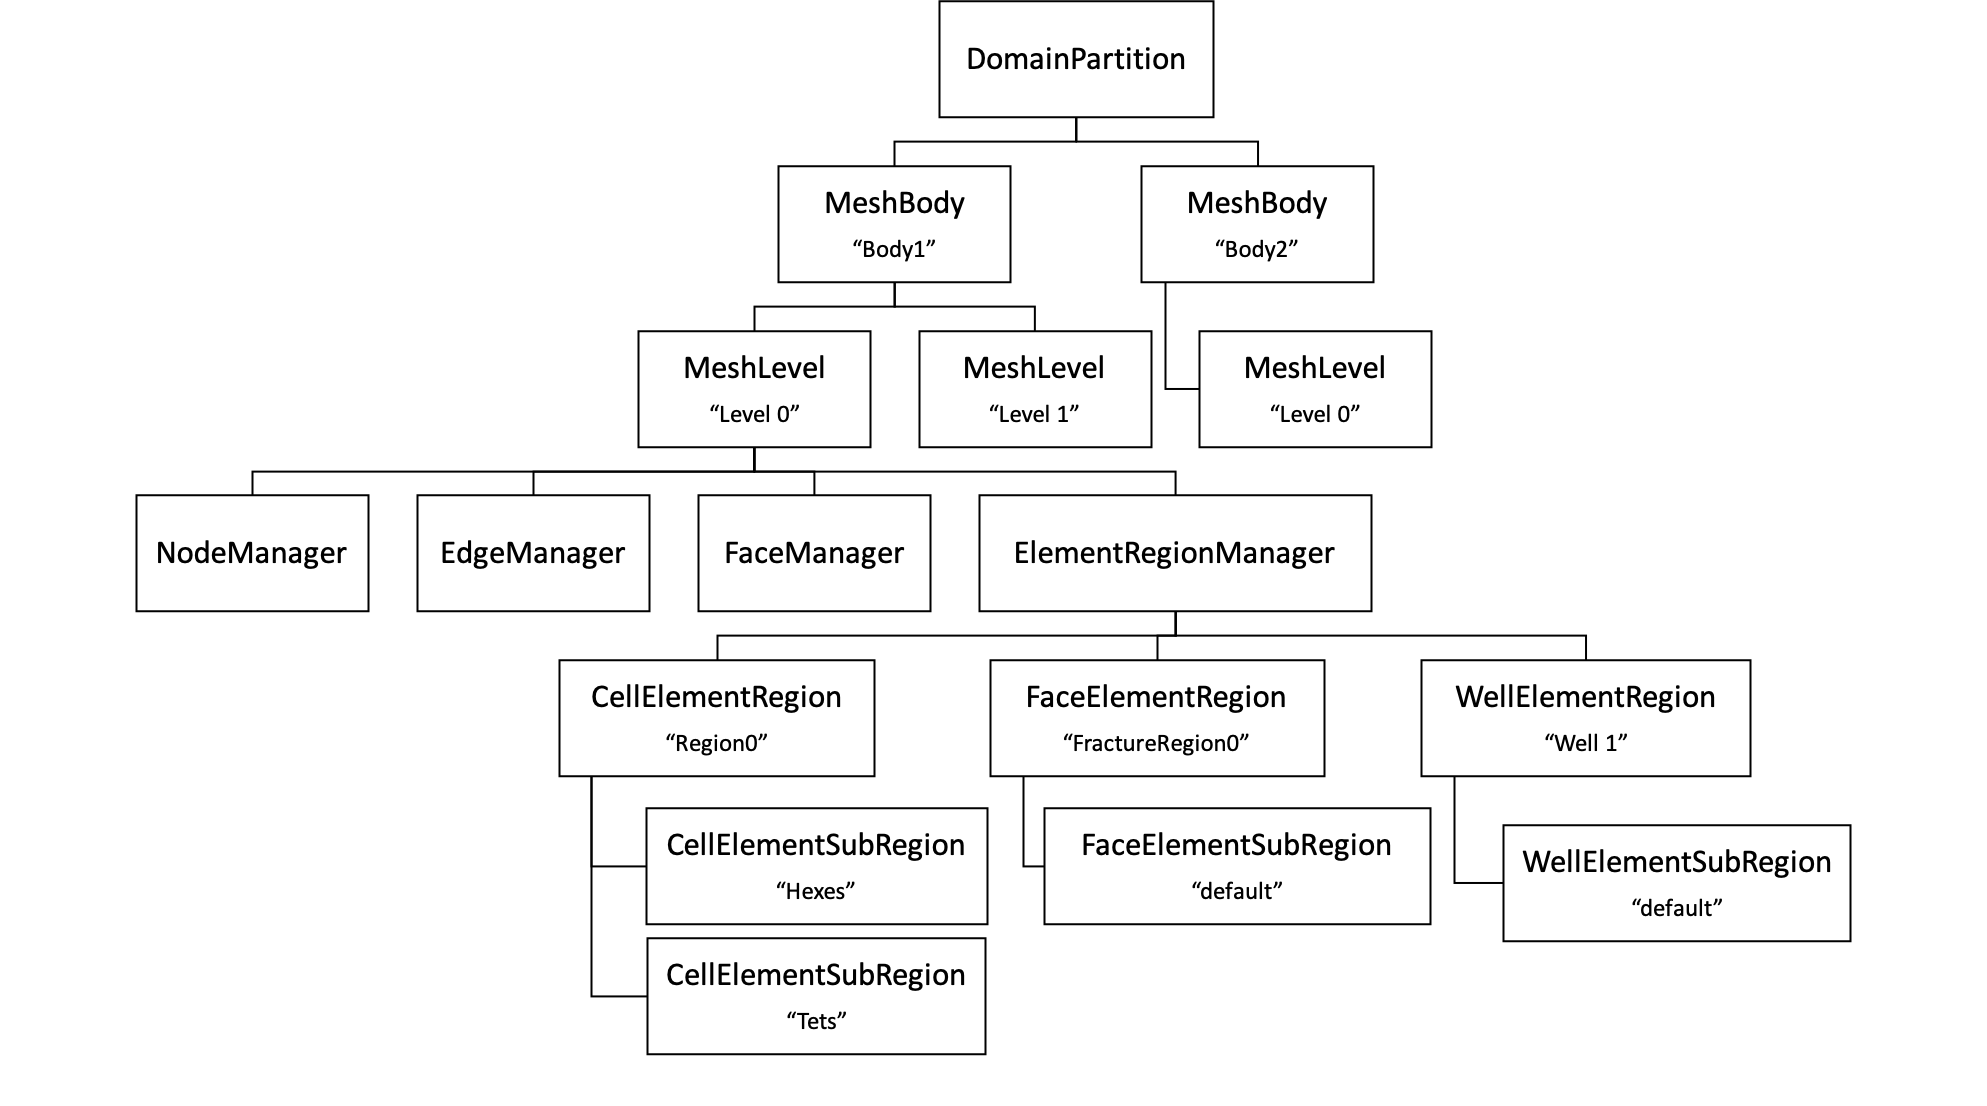 DomainPartition
MeshBody
“Body1”
MeshBody
“Body2”
MeshLevel
“Level 0”
MeshLevel
“Level 1”
MeshLevel
“Level 0”
NodeManager
EdgeManager
FaceManager
ElementRegionManager
CellElementRegion
“Region0”
FaceElementRegion
“FractureRegion0”
WellElementRegion
“Well 1”
CellElementSubRegion
“Hexes”
FaceElementSubRegion
“default”
WellElementSubRegion
“default”
CellElementSubRegion
“Tets”